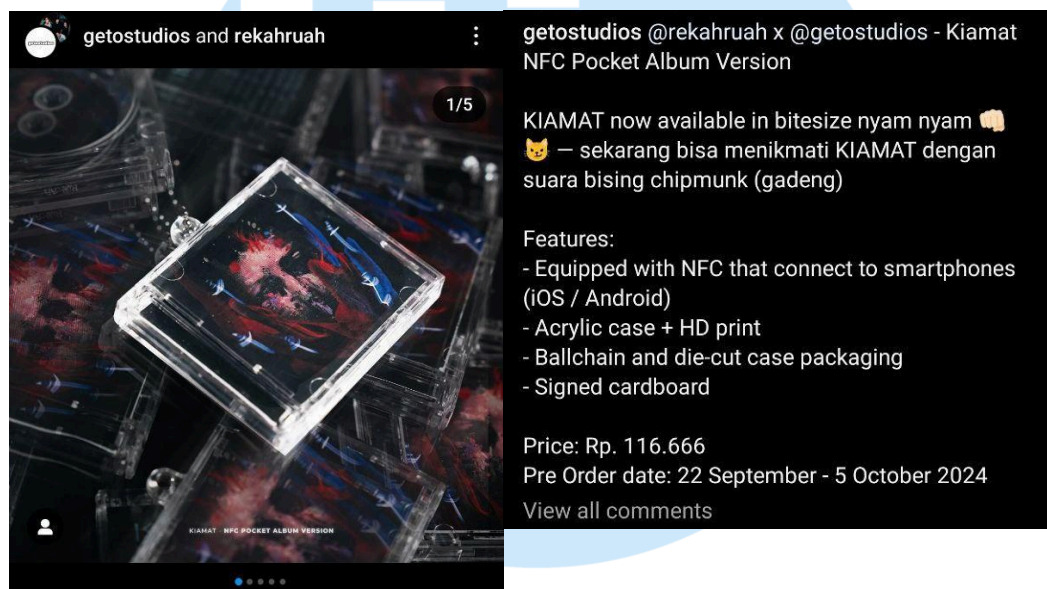 getostudios
getostudios and rekahruah
1/5
KIAMAT NFC POCKET ALBUM VERSION
getostudios @rekahruah x @getostudios - Kiamat
NFC Pocket Album Version
KIAMAT now available in bitesize nyam nyam 👊🏻
😼 — sekarang bisa menikmati KIAMAT dengan
suara bising chipmunk (gadeng)
Features:
- Equipped with NFC that connect to smartphones
(iOS / Android)
- Acrylic case + HD print
- Ballchain and die-cut case packaging
- Signed cardboard
Price: Rp. 116.666
Pre Order date: 22 September - 5 October 2024
View all comments